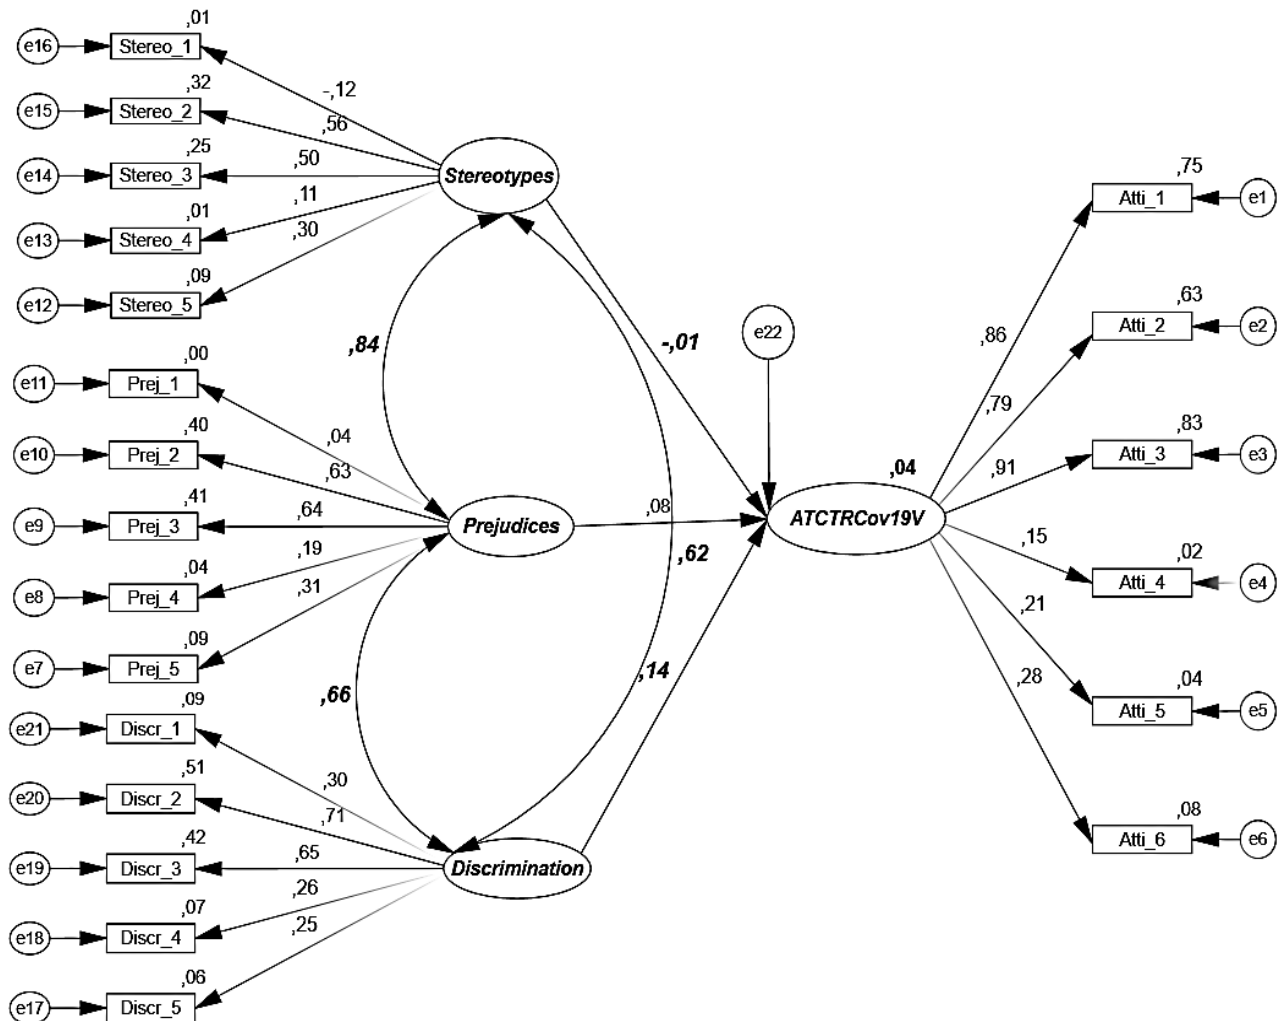 ,01
e16 Stereo_1
-,12
,32
e15 Stereo_2
,56
,25
e14 Stereo_3
,50
Stereotypes
,11
,01
e13 Stereo_4
,30
,09
e12 Stereo_5
,84
-,01
e22
,00
e11 Prej_1
,04
,40
e10 Prej_2
,63
,41
e9 Prej_3
,64
Prejudices
,08
,19
,04
e8 Prej_4
,31
,09
e7 Prej_5
,62
,66
,14
,09
e21 Discr_1
,30
,51
e20 Discr_2
,71
,42
e19 Discr_3
,65
Discrimination
,26
,07
e18 Discr_4
,25
,06
e17 Discr_5
,04
ATCTRCov19V
,75
Atti_1 e1
,86
,63
Atti_2 e2
,79
,83
Atti_3 e3
,91
,15
,02
Atti_4 e4
,21
,04
Atti_5 e5
,28
,08
Atti_6 e6